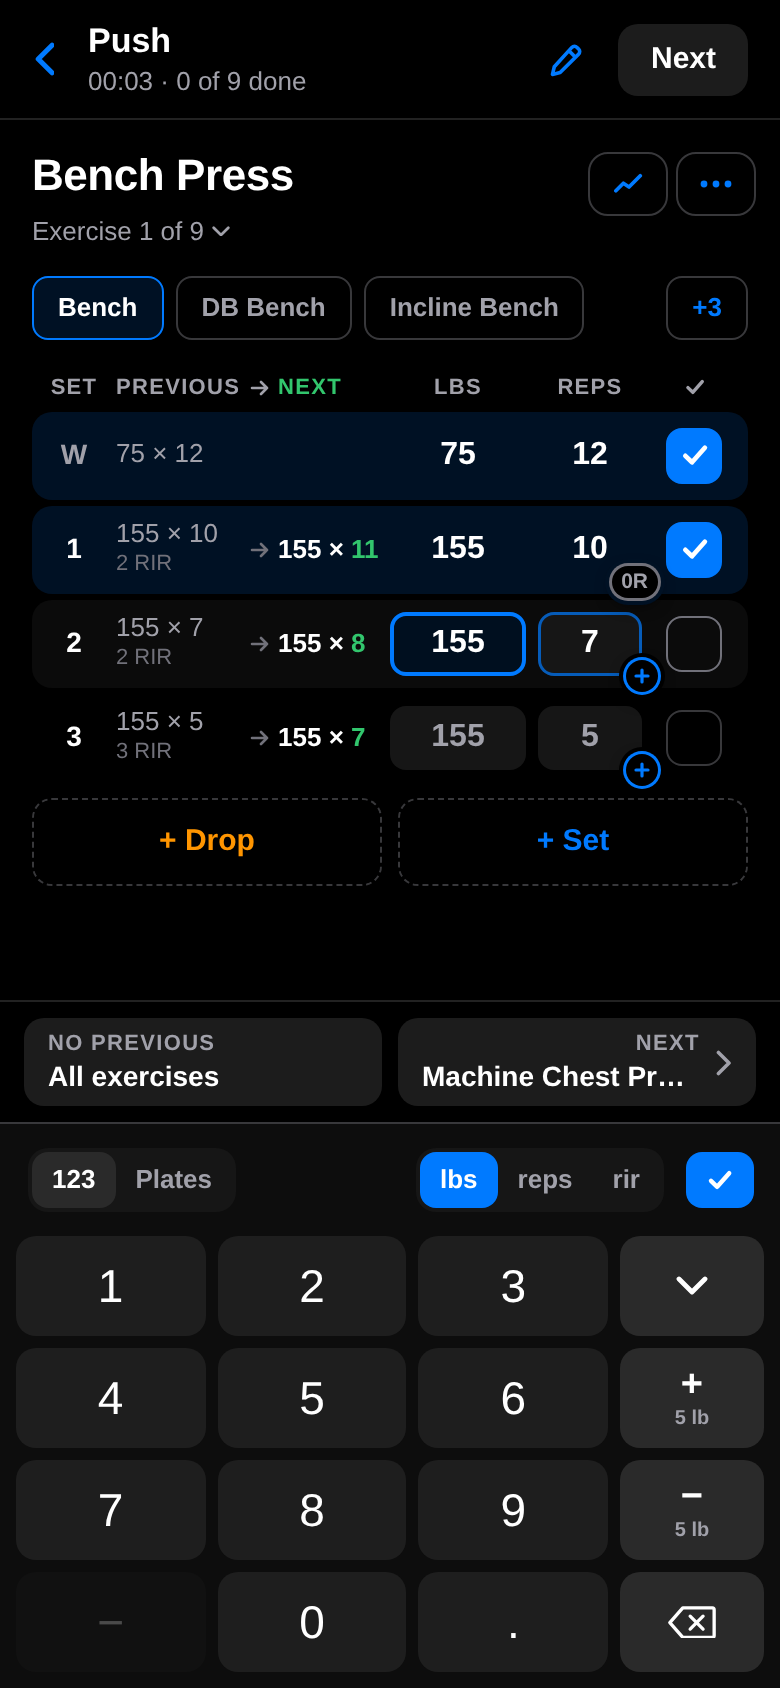 Push
00:03 · 0 of 9 done
Next
Bench Press
Exercise 1 of 9
Bench DB Bench Incline Bench +3
SET PREVIOUS → NEXT LBS REPS ✓
W 75 × 12 75 12
1 155 × 10 → 155 × 11 155 10
2 RIR
0R
2 155 × 7 → 155 × 8 155 7
2 RIR
+
3 155 × 5 → 155 × 7 155 5
3 RIR
+
+ Drop + Set
NO PREVIOUS
All exercises
NEXT
Machine Chest Pr…
123 Plates lbs reps rir
1 2 3
4 5 6 +
5 lb
7 8 9 −
5 lb
− 0 .